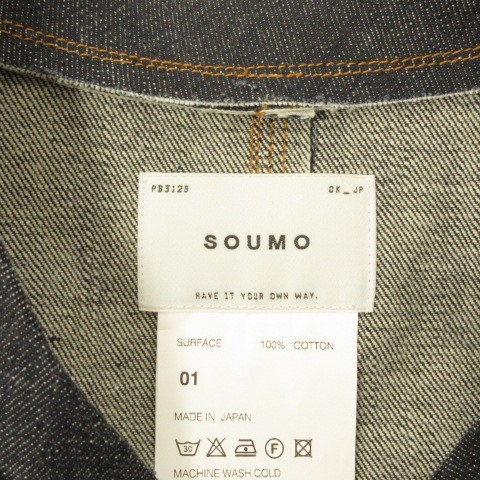 PB3129 OK_JP
SOUMO
HAVE IT YOUR OWN WAY.
SURFACE 100% COTTON
01
MADE IN JAPAN
30 F
MACHINE WASH COLD